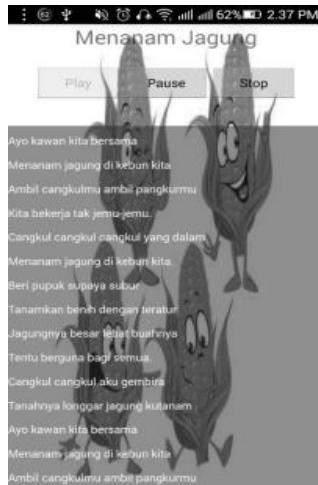 62% 2.37 PM
Menanam Jagung
Play Pause Stop
Ayo kawan kita bersama
Menanam jagung di kebun kita
Ambil cangkulmu ambil pangkurmu
Kita bekerja tak jemu-jemu.
Cangkul cangkul cangkul yang dalam
Menanam jagung di kebun kita.
Beri pupuk supaya subur
Tanamkan benih dengan teratur
Jagungnya besar lebat buahnya
Tentu berguna bagi semua.
Cangkul cangkul aku gembira
Tanahnya longgar jagung kutanam
Ayo kawan kita bersama
Menanam jagung di kebun kita
Ambil cangkulmu ambil pangkurmu